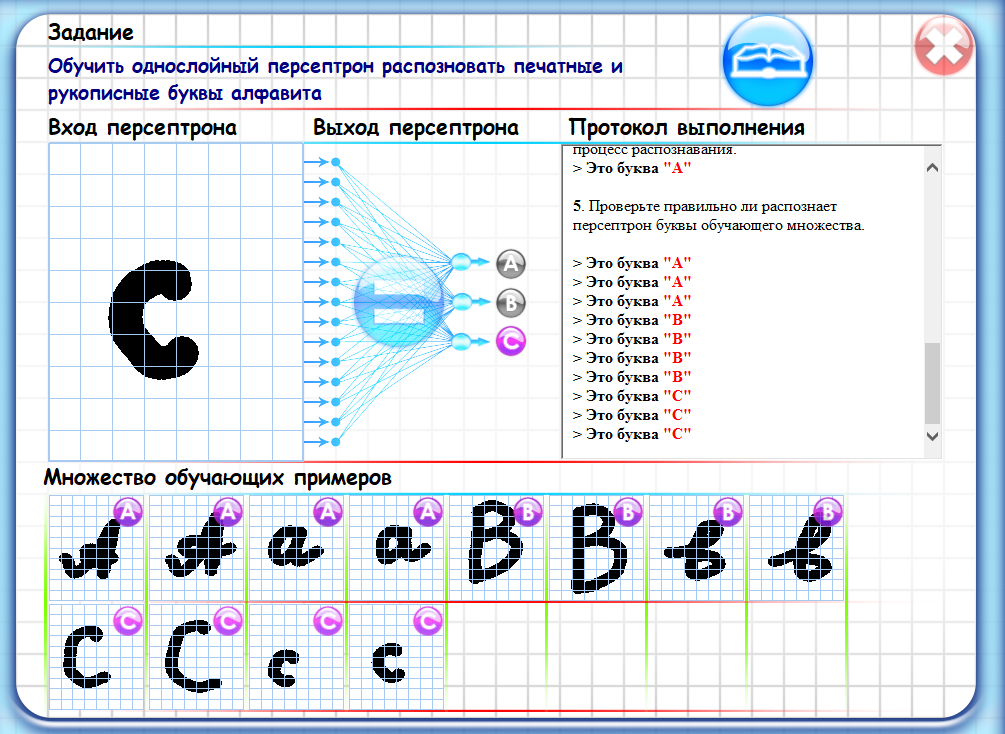 Задание
Обучить однослойный персептрон распозновать печатные и
рукописные буквы алфавита
Вход персептрона
Выход персептрона
Протокол выполнения
процесс распознавания.
> Это буква "А"
5. Проверьте правильно ли распознает
персептрон буквы обучающего множества.
> Это буква "А"
> Это буква "А"
> Это буква "А"
> Это буква "В"
> Это буква "В"
> Это буква "В"
> Это буква "В"
> Это буква "С"
> Это буква "С"
> Это буква "С"
С
п
А
В
С
Множество обучающих примеров
А А А А В В В В
А А а а В В в в
С С С С
С С с с